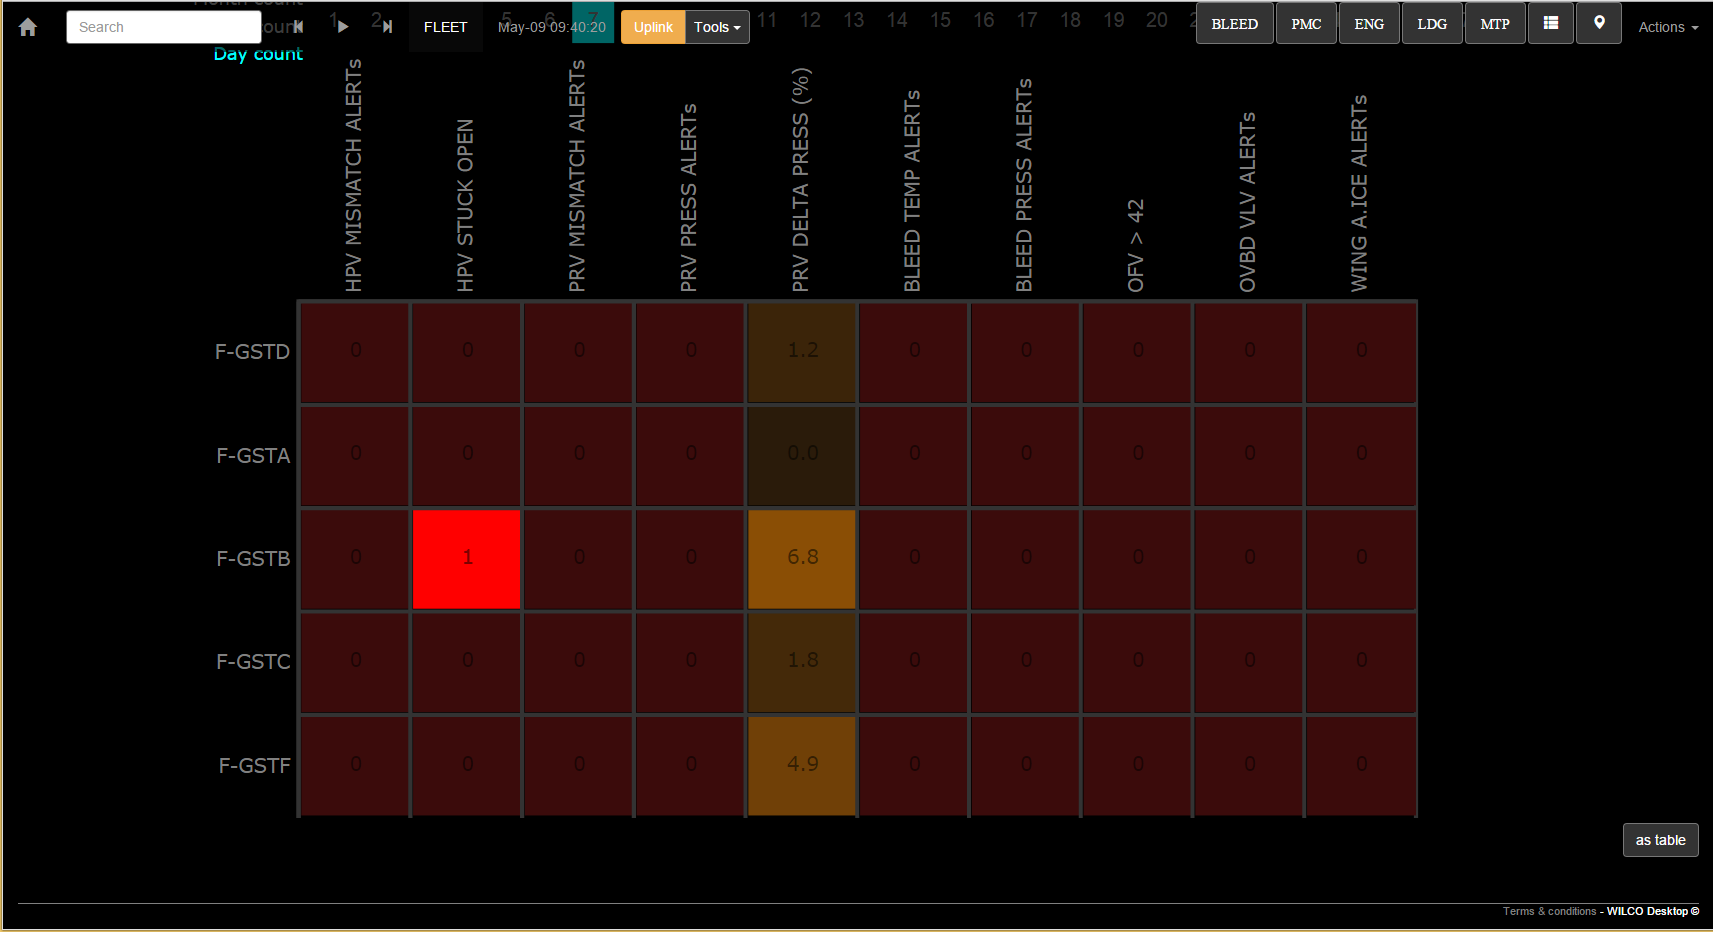 Month count
Search
count
1 2 5 6 7 11 12 13 14 15 16 17 18 19 20
FLEET
May-09 09:40:20
Uplink
Tools
BLEED
PMC
ENG
LDG
MTP
Actions
Day count
HPV MISMATCH ALERTs
HPV STUCK OPEN
PRV MISMATCH ALERTs
PRV PRESS ALERTs
PRV DELTA PRESS (%)
BLEED TEMP ALERTs
BLEED PRESS ALERTs
OFV > 42
OVBD VLV ALERTs
WING A.ICE ALERTs
F-GSTD 0 0 0 0 1.2 0 0 0 0 0
F-GSTA 0 0 0 0 0.0 0 0 0 0 0
F-GSTB 0 1 0 0 6.8 0 0 0 0 0
F-GSTC 0 0 0 0 1.8 0 0 0 0 0
F-GSTF 0 0 0 0 4.9 0 0 0 0 0
as table
Terms & conditions - WILCO Desktop ©